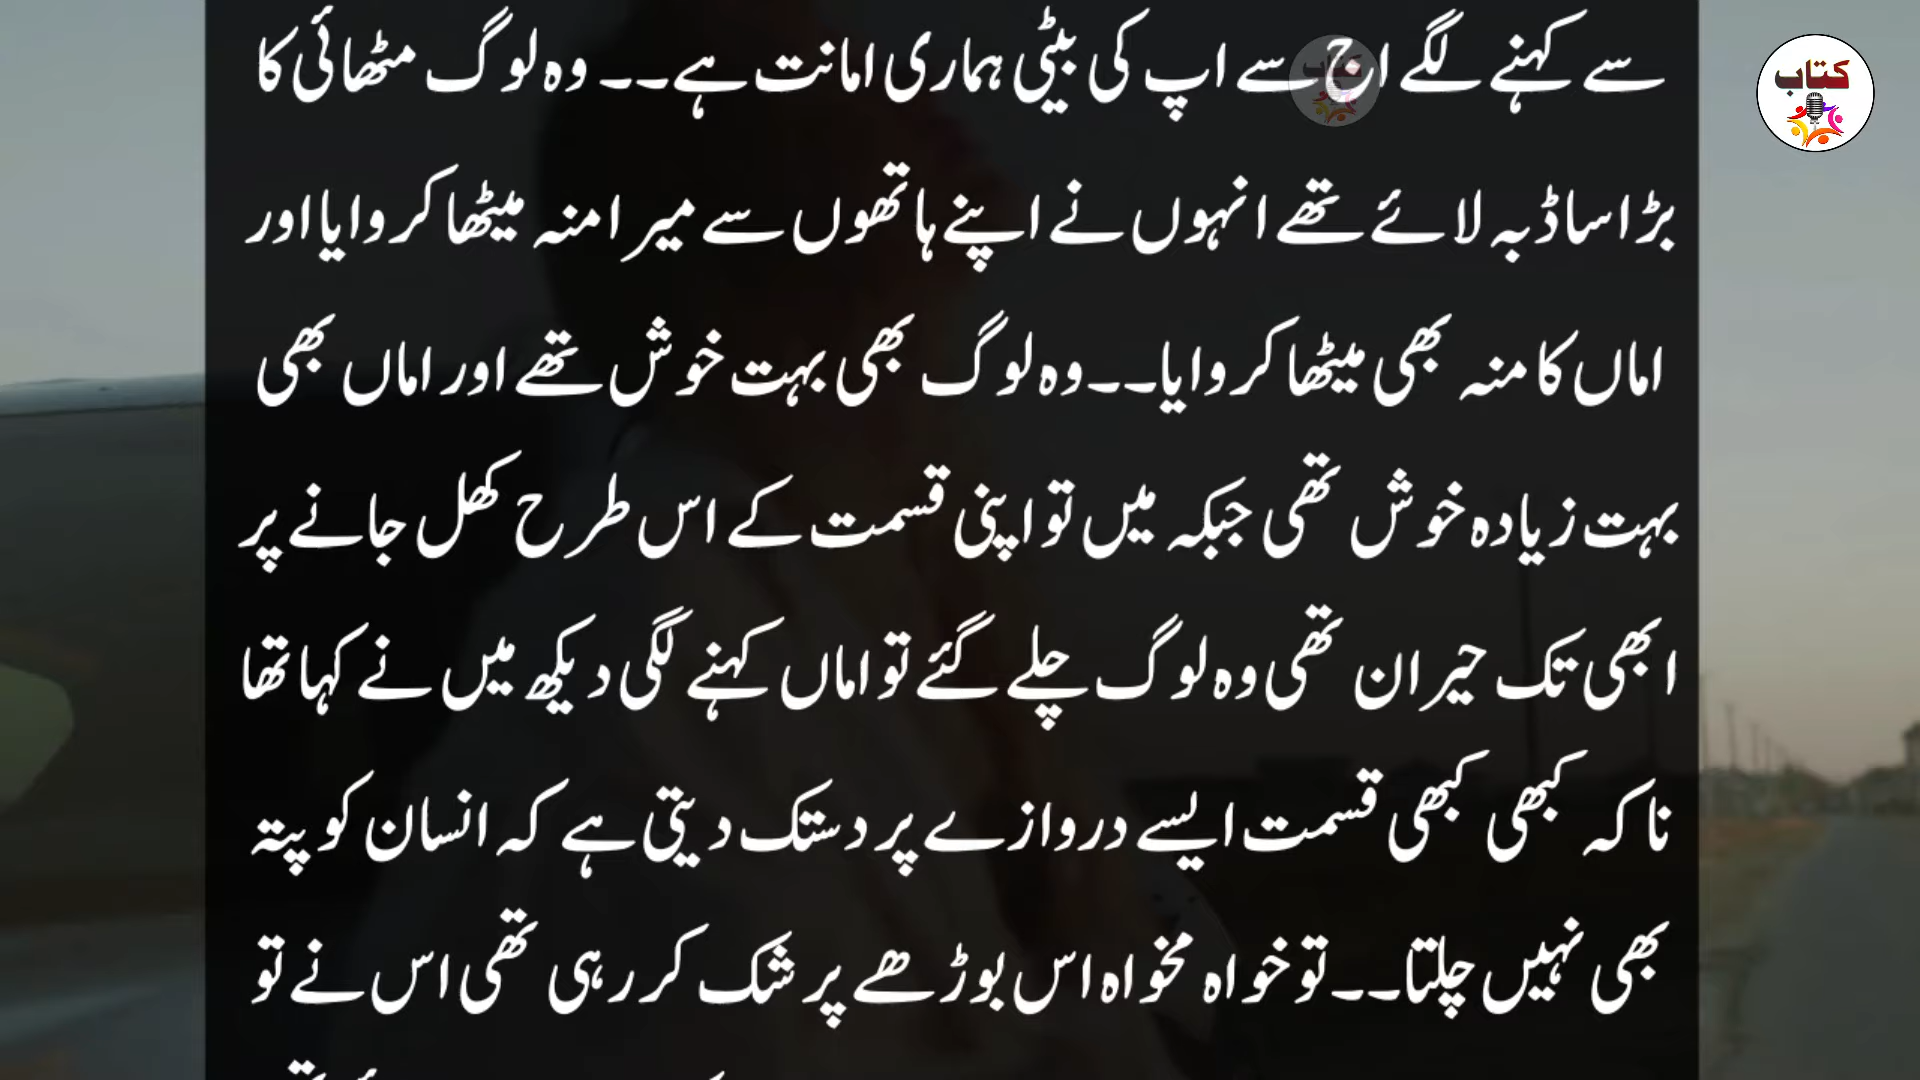 سے کہنے لگے اج سے اپ کی بیٹی ہماری امانت ہے۔۔ وہ لوگ مٹھائی کا
بڑا سا ڈبہ لائے تھے انہوں نے اپنے ہاتھوں سے میرا منہ میٹھا کروایا اور
اماں کا منہ بھی میٹھا کروایا۔۔ وہ لوگ بھی بہت خوش تھے اور اماں بھی
بہت زیادہ خوش تھی جبکہ میں تو اپنی قسمت کے اس طرح کھل جانے پر
ابھی تک حیران تھی وہ لوگ چلے گئے تو اماں کہنے لگی دیکھ میں نے کہا تھا
نا کہ کبھی کبھی قسمت ایسے دروازے پر دستک دیتی ہے کہ انسان کو پتہ
بھی نہیں چلتا۔۔ تو خواہ مخواہ اس بوڑھے پر شک کر رہی تھی اس نے تو
کتاب
کتاب